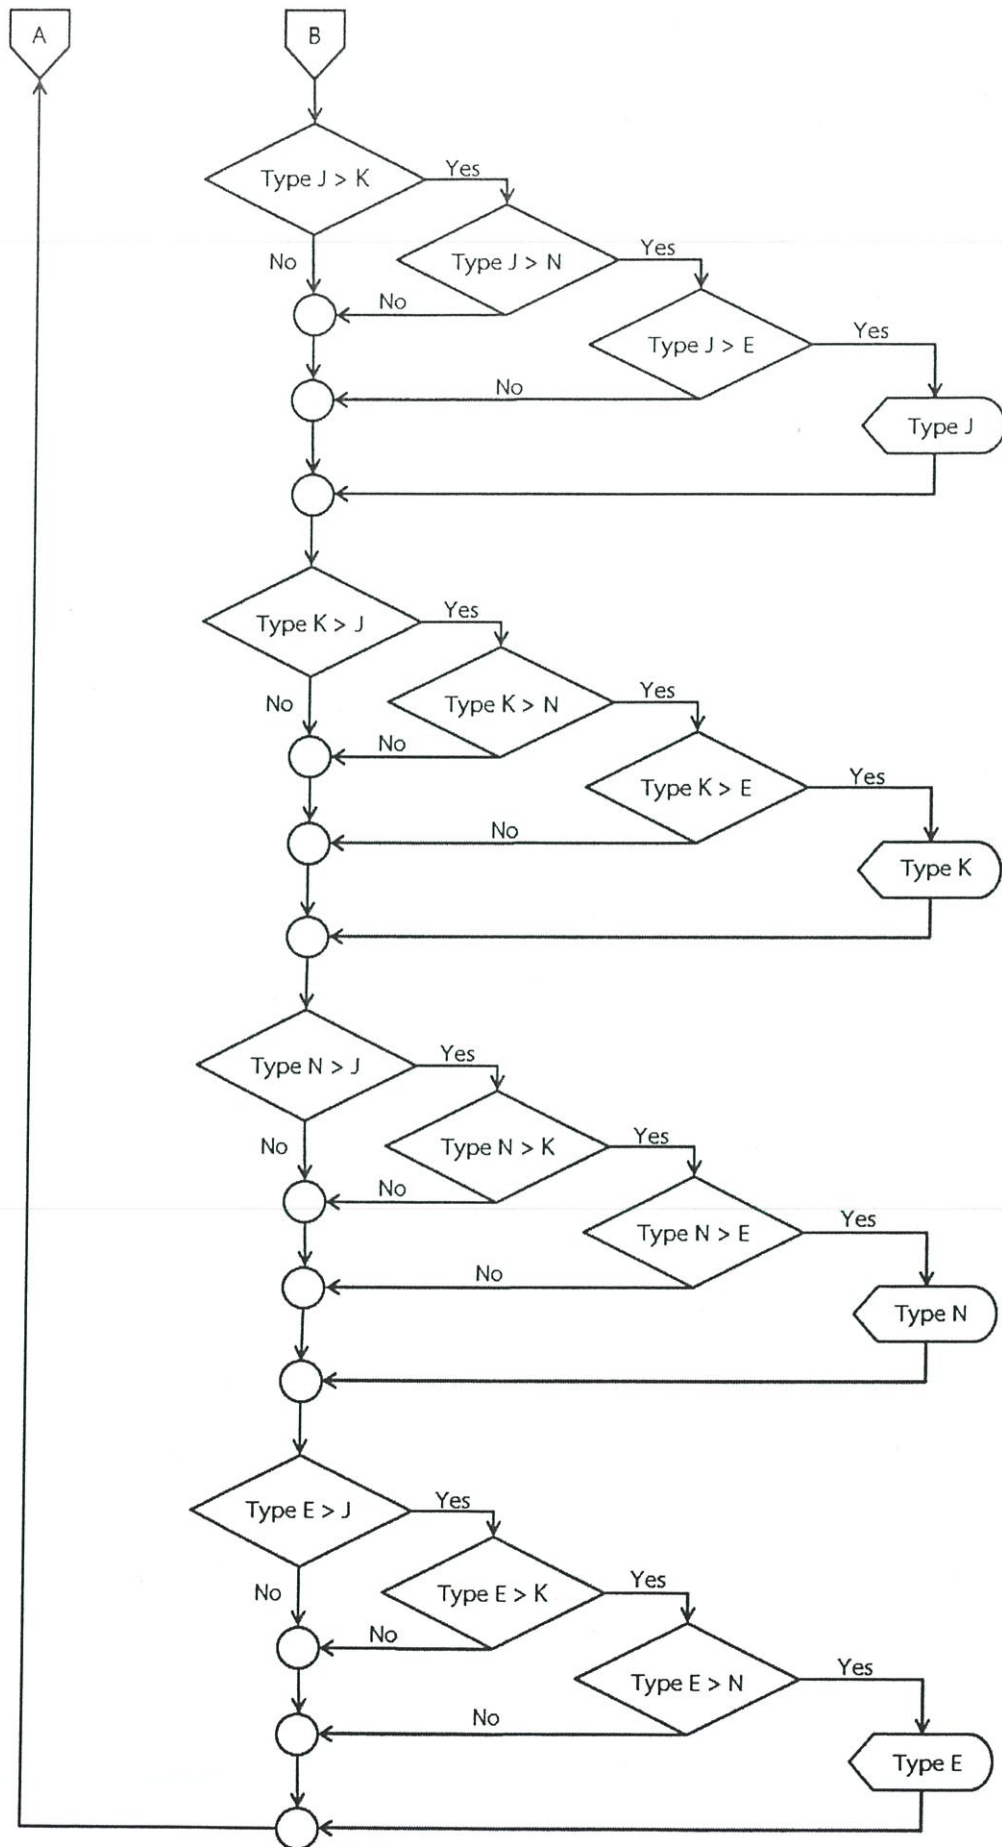 A
B
Type J > K
Yes
No
Type J > N
Yes
No
Type J > E
Yes
No
Type J
Type K > J
Yes
No
Type K > N
Yes
No
Type K > E
Yes
No
Type K
Type N > J
Yes
No
Type N > K
Yes
No
Type N > E
Yes
No
Type N
Type E > J
Yes
No
Type E > K
Yes
No
Type E > N
Yes
No
Type E